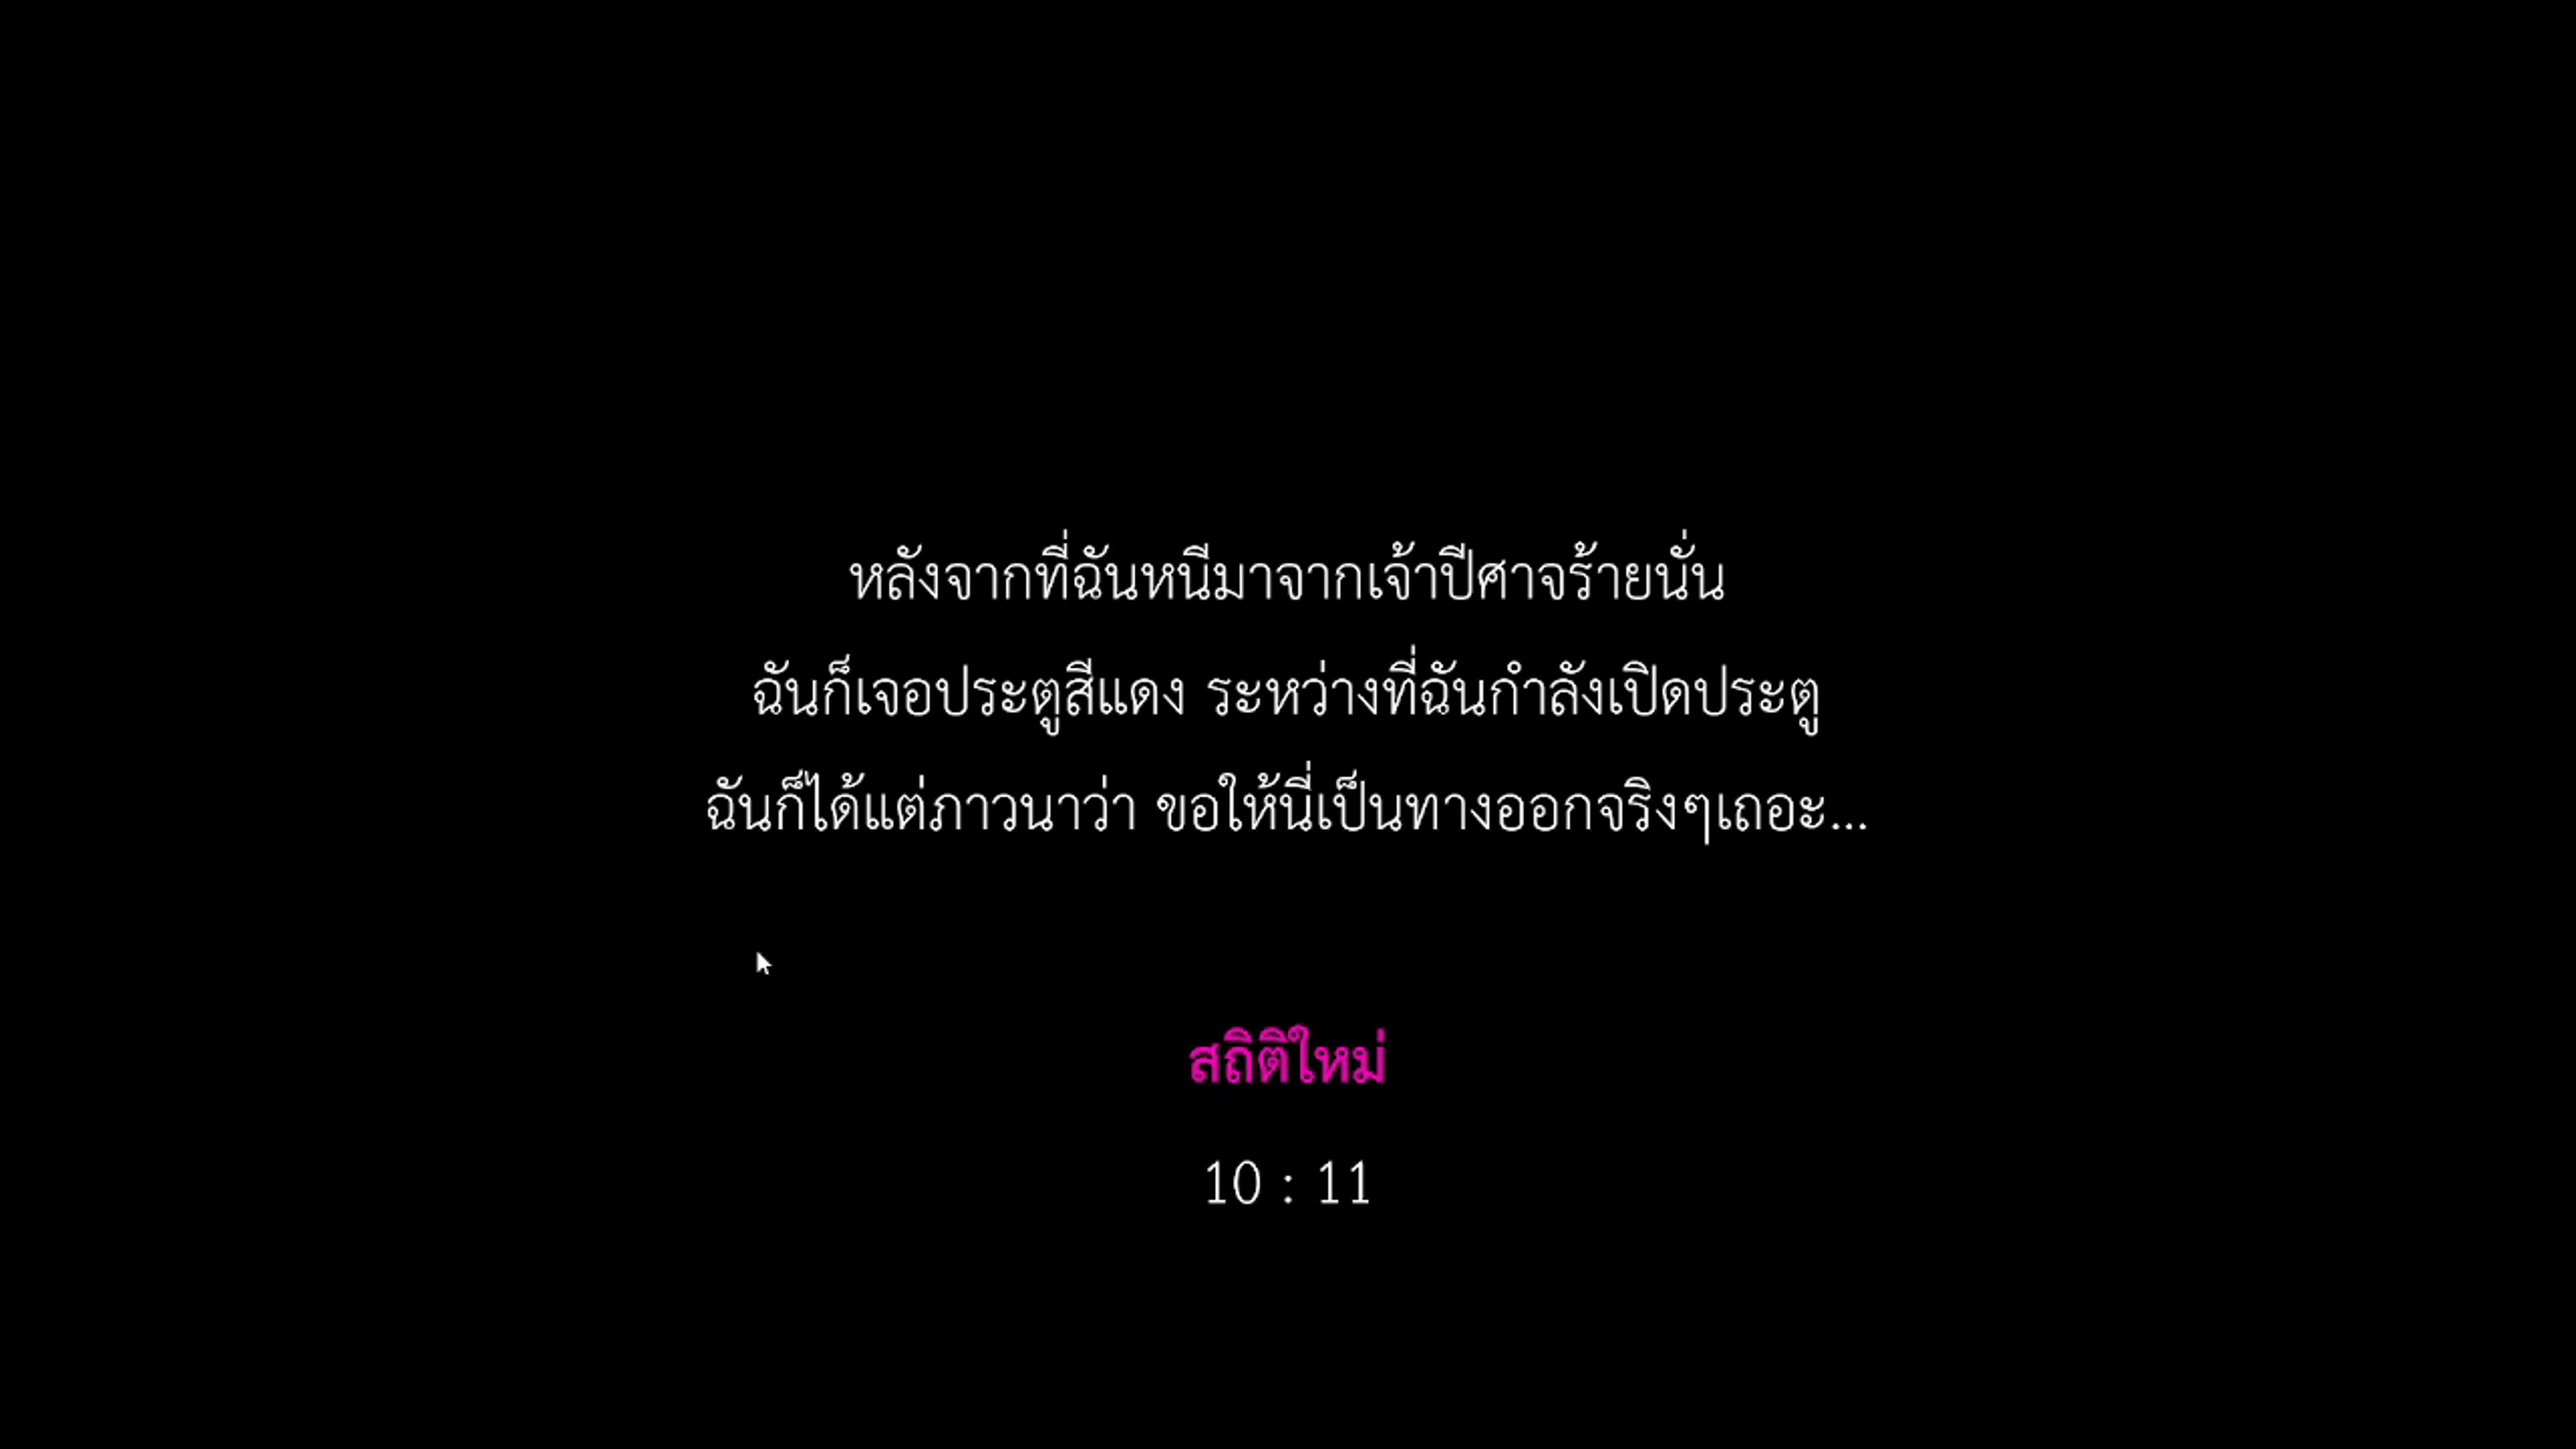 หลังจากที่ฉันหนีมาจากเจ้าปีศาจร้ายนั่น
ฉันก็เจอประตูสีแดง ระหว่างที่ฉันกำลังเปิดประตู
ฉันก็ได้แต่ภาวนาว่า ขอให้นี่เป็นทางออกจริงๆเถอะ...
สถิติใหม่
10 : 11